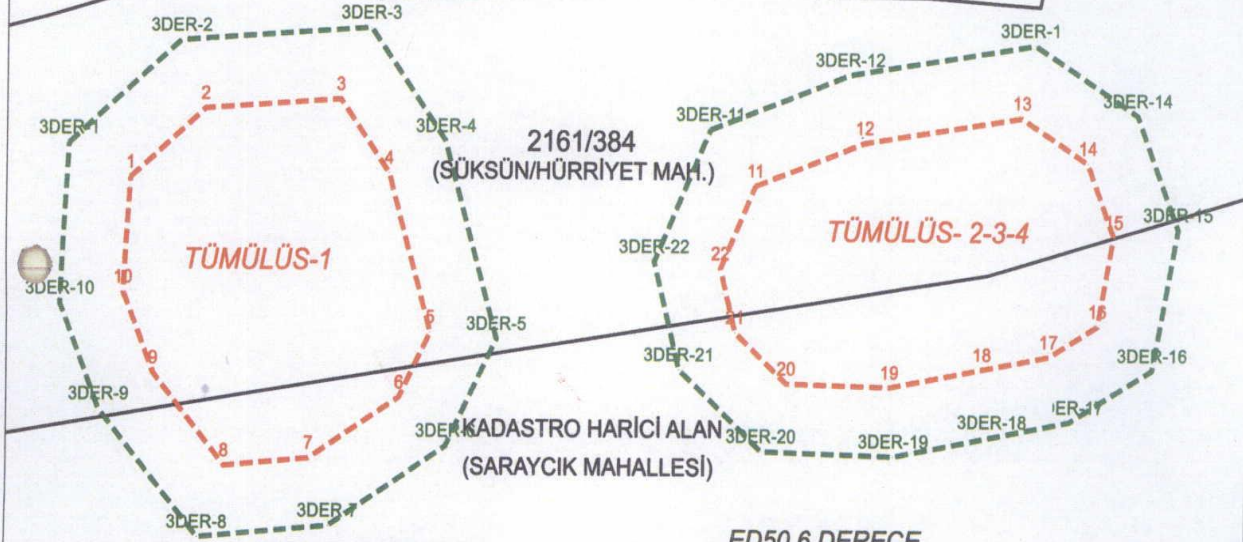 3DER-2
3DER-3
3DER-1
2
3
3DER-4
1
4
TÜMÜLÜS-1
10
3DER-10
5
3DER-5
9
6
3DER-9
8
7
3DER-8
3DER-7
2161/384
(SÜKSÜN/HÜRRİYET MAH.)
KADASTRO HARİCİ ALAN
(SARAYCIK MAHALLESİ)
3DER-1
3DER-12
3DER-11
3DER-14
13
12
14
11
TÜMÜLÜS- 2-3-4
3DER-15
15
3DER-22
22
21
16
3DER-21
17
3DER-16
20
19
18
3DER-20
3DER-19
3DER-18
ED50 6 DERECE